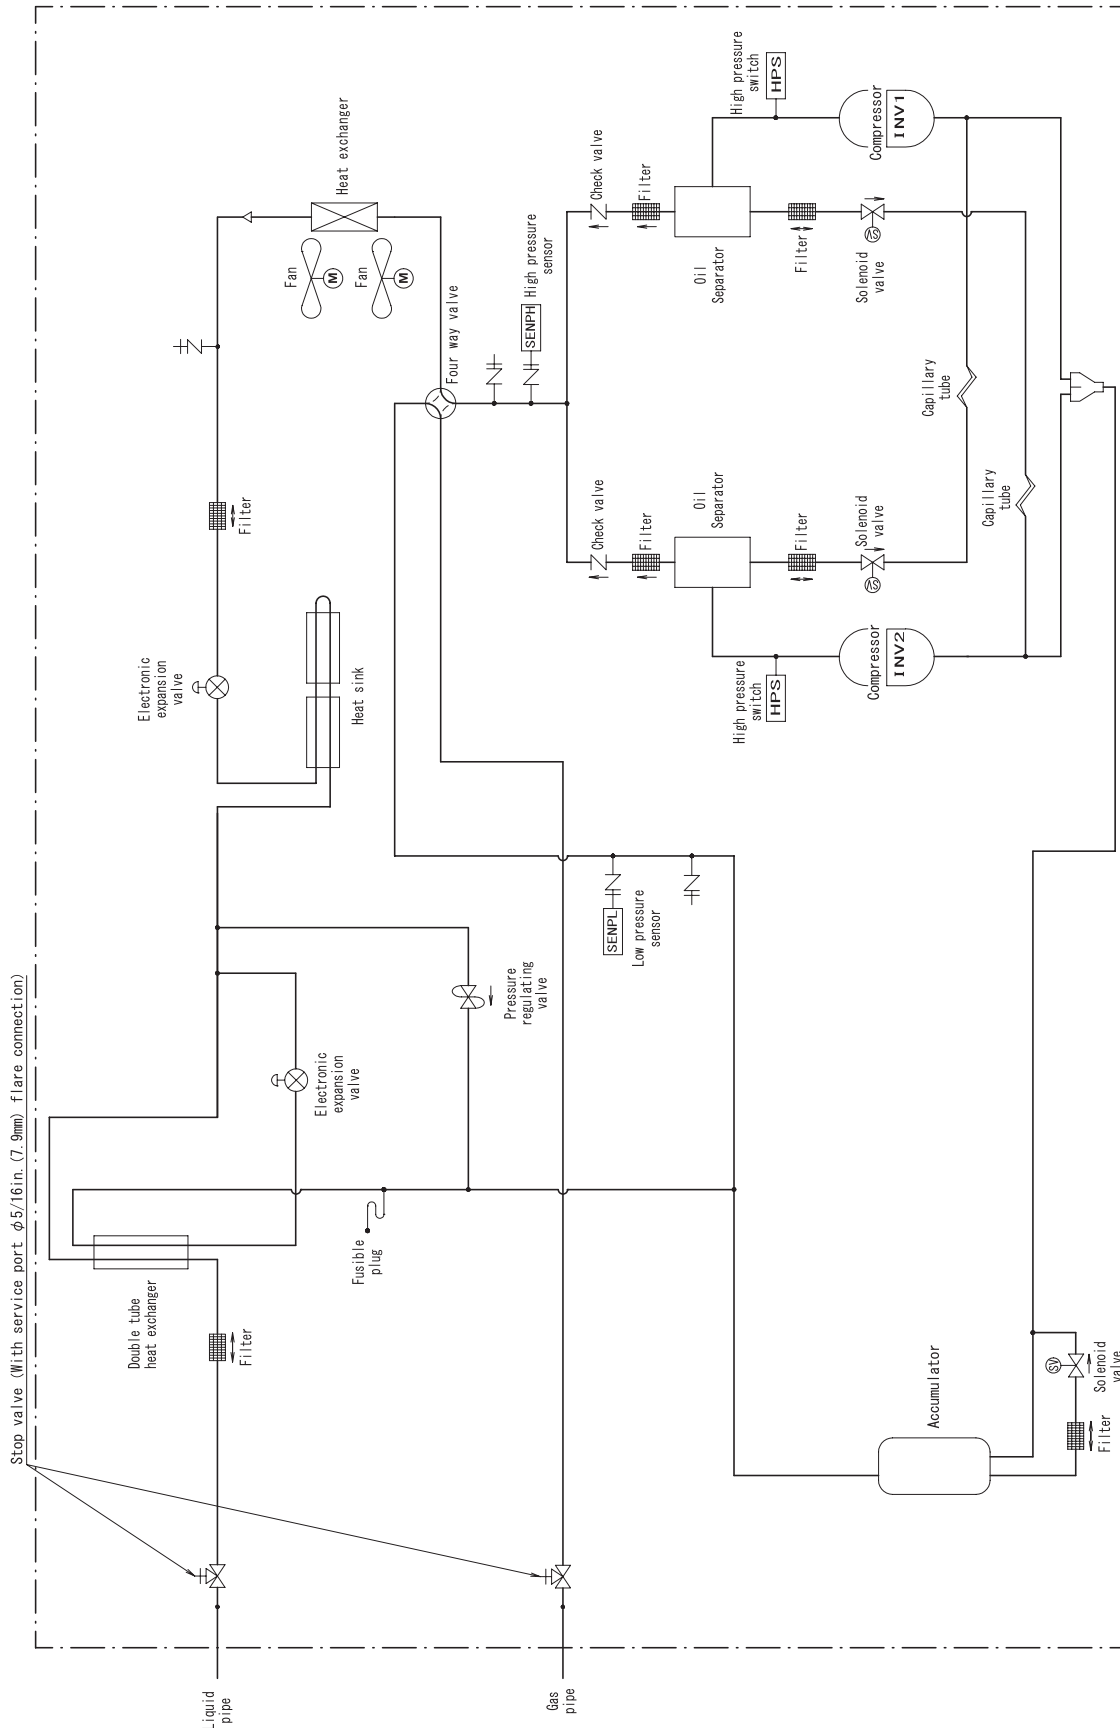 Stop valve (With service port φ5/16in. (7.9mm) flare connection)
Heat exchanger
Fan
M
Fan
M
Filter
Electronic
expansion
valve
Heat sink
Four way valve
SENPH
High pressure
sensor
Check valve
Filter
Oil
Separator
High pressure
switch
HPS
Compressor
INV1
Filter
SV
Solenoid
valve
Capillary
tube
Capillary
tube
Check valve
Filter
Oil
Separator
Filter
SV
Solenoid
valve
High pressure
switch
HPS
Compressor
INV2
SENPL
Low pressure
sensor
Pressure
regulating
valve
Electronic
expansion
valve
Fusible
plug
Double tube
heat exchanger
Filter
Accumulator
SV
Solenoid
valve
Filter
Liquid
pipe
Gas
pipe